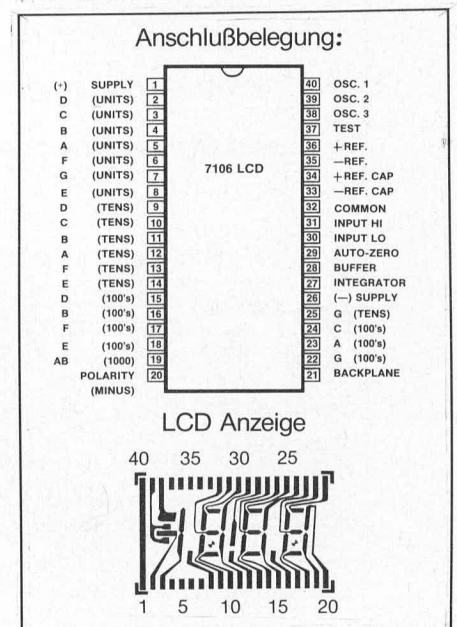 Anschlußbelegung:
(+) SUPPLY 1
D (UNITS) 2
C (UNITS) 3
B (UNITS) 4
A (UNITS) 5
F (UNITS) 6
G (UNITS) 7
E (UNITS) 8
D (TENS) 9
C (TENS) 10
B (TENS) 11
A (TENS) 12
F (TENS) 13
E (TENS) 14
D (100's) 15
B (100's) 16
F (100's) 17
E (100's) 18
AB (1000) 19
POLARITY 20
(MINUS)
7106 LCD
40 OSC. 1
39 OSC. 2
38 OSC. 3
37 TEST
36 +REF.
35 —REF.
34 +REF. CAP
33 —REF. CAP
32 COMMON
31 INPUT HI
30 INPUT LO
29 AUTO-ZERO
28 BUFFER
27 INTEGRATOR
26 (—) SUPPLY
25 G (TENS)
24 C (100's)
23 A (100's)
22 G (100's)
21 BACKPLANE
LCD Anzeige
40 35 30 25
1 5 10 15 20